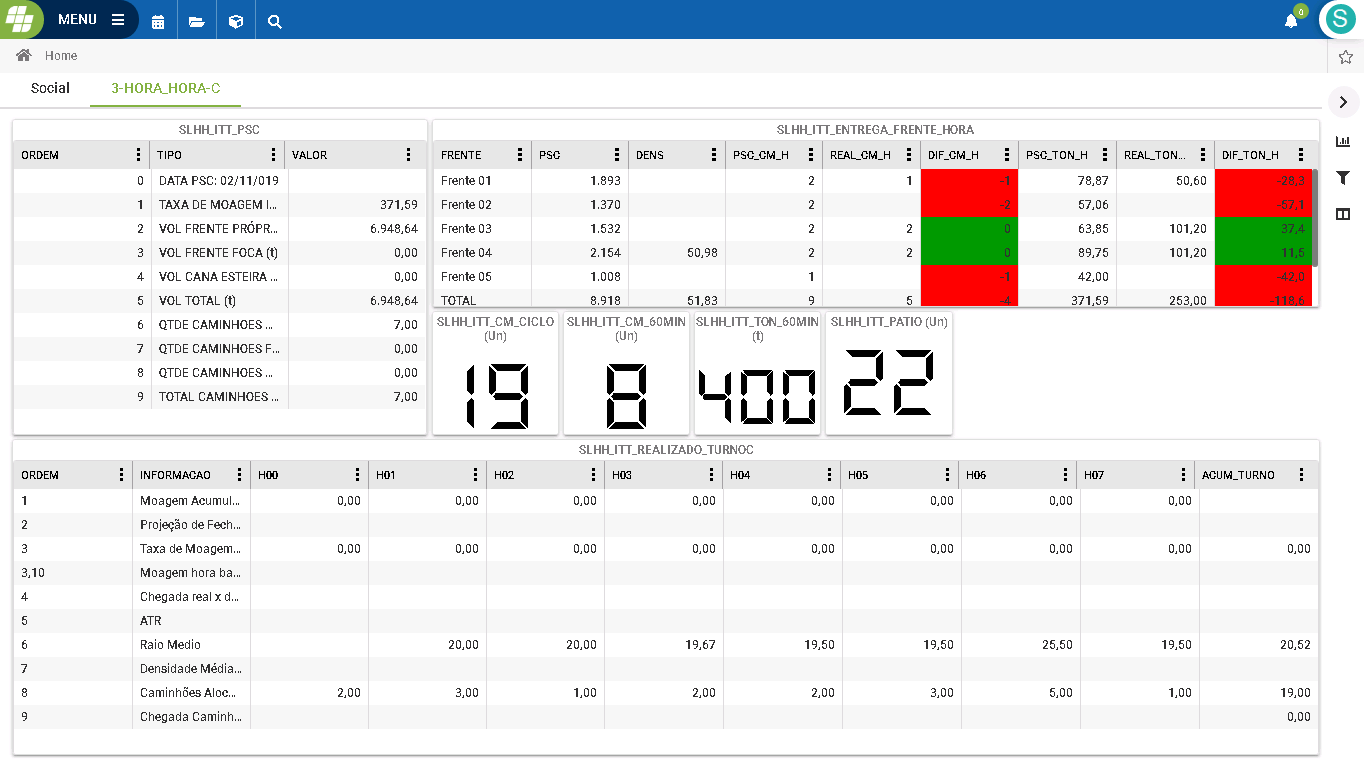 MENU
0
S
Home
Social 3-HORA_HORA-C
SLHH_ITT_PSC
ORDEM TIPO VALOR
0 DATA PSC: 02/11/019
1 TAXA DE MOAGEM I... 371,59
2 VOL FRENTE PRÓPR... 6.948,64
3 VOL FRENTE FOCA (t) 0,00
4 VOL CANA ESTEIRA ... 0,00
5 VOL TOTAL (t) 6.948,64
6 QTDE CAMINHOES ... 7,00
7 QTDE CAMINHOES F... 0,00
8 QTDE CAMINHOES ... 0,00
9 TOTAL CAMINHOES ... 7,00
SLHH_ITT_ENTREGA_FRENTE_HORA
FRENTE PSC DENS PSC_CM_H REAL_CM_H DIF_CM_H PSC_TON_H REAL_TON... DIF_TON_H
Frente 01 1.893 2 1 -1 78,87 50,60 -28,3
Frente 02 1.370 2 -2 57,06 -57,1
Frente 03 1.532 2 2 0 63,85 101,20 37,4
Frente 04 2.154 50,98 2 2 0 89,75 101,20 11,5
Frente 05 1.008 1 -1 42,00 -42,0
TOTAL 8.918 51,83 9 5 -4 371,59 253,00 -118,6
SLHH_ITT_CM_CICLO
(Un)
19
SLHH_ITT_CM_60MIN
(Un)
8
SLHH_ITT_TON_60MIN
(t)
400
SLHH_ITT_PATIO (Un)
22
SLHH_ITT_REALIZADO_TURNOC
ORDEM INFORMACAO H00 H01 H02 H03 H04 H05 H06 H07 ACUM_TURNO
1 Moagem Acumul... 0,00 0,00 0,00 0,00 0,00 0,00 0,00 0,00
2 Projeção de Fech...
3 Taxa de Moagem... 0,00 0,00 0,00 0,00 0,00 0,00 0,00 0,00 0,00
3,10 Moagem hora ba...
4 Chegada real x d...
5 ATR
6 Raio Medio 20,00 20,00 19,67 19,50 19,50 25,50 19,50 20,52
7 Densidade Média...
8 Caminhões Aloc... 2,00 3,00 1,00 2,00 2,00 3,00 5,00 1,00 19,00
9 Chegada Caminh... 0,00